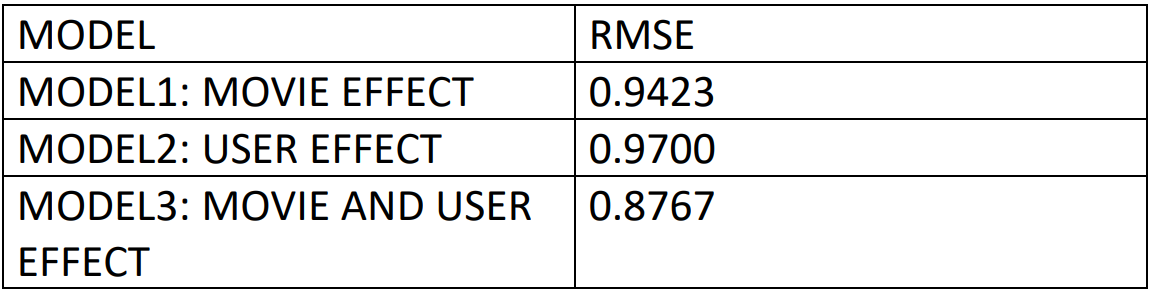 MODEL RMSE
MODEL1: MOVIE EFFECT 0.9423
MODEL2: USER EFFECT 0.9700
MODEL3: MOVIE AND USER 0.8767
EFFECT